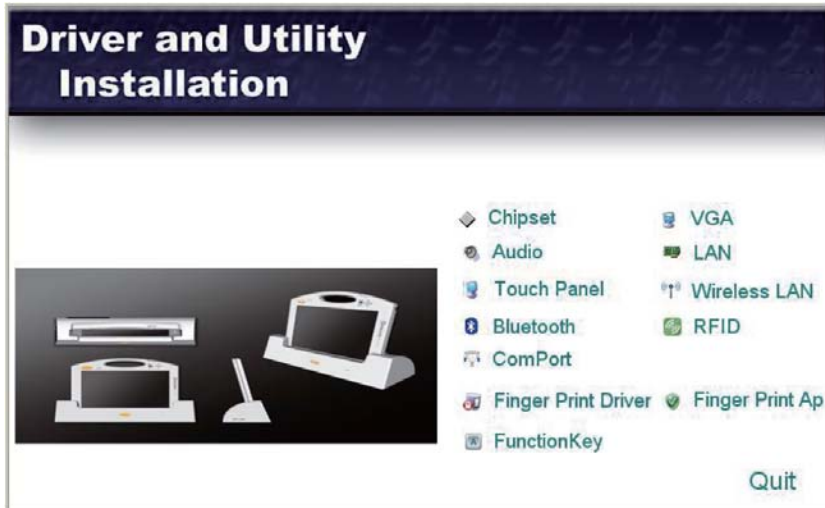 Driver and Utility
Installation
Chipset
VGA
Audio
LAN
Touch Panel
Wireless LAN
Bluetooth
RFID
ComPort
Finger Print Driver
Finger Print Ap
FunctionKey
Quit